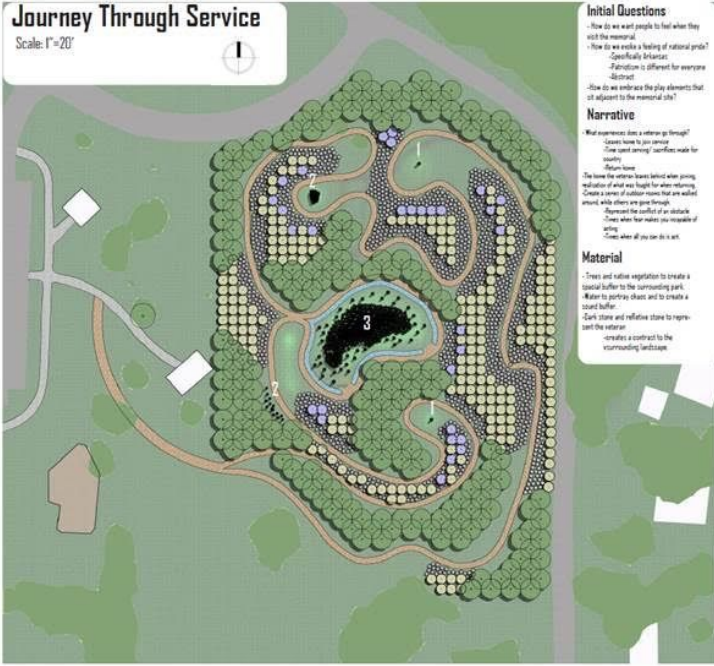 Journey Through Service
Scale: 1"=20'
Initial Questions
- How do we want people to feel when they
visit the memorial.
- How do we evoke a feeling of national pride?
-Specifically Arkansas
-Patriotism is different for everyone
-Abstract
-How do we embrace the play elements that
sit adjacent to the memorial site?
Narrative
- What experiences does a veteran go through?
-Leaves home to join service
-Time spent serving/ sacrifices made for
country
-Return home
-The home the veteran leaves behind when joining,
realization of what was fought for when returning.
-Create a series of outdoor rooms that are walked
around, while others are gone through.
-Represent the conflict of an obstacle
-Times when fear makes you incapable of
acting
-Times when all you can do is act.
Material
- Trees and native vegetation to create a
spacial buffer to the surrounding park.
-Water to portray chaos and to create a
sound buffer.
-Dark stone and refletive stone to repre-
sent the veteran
-creates a contract to the
surrounding landscape.
1
2
3
2
1